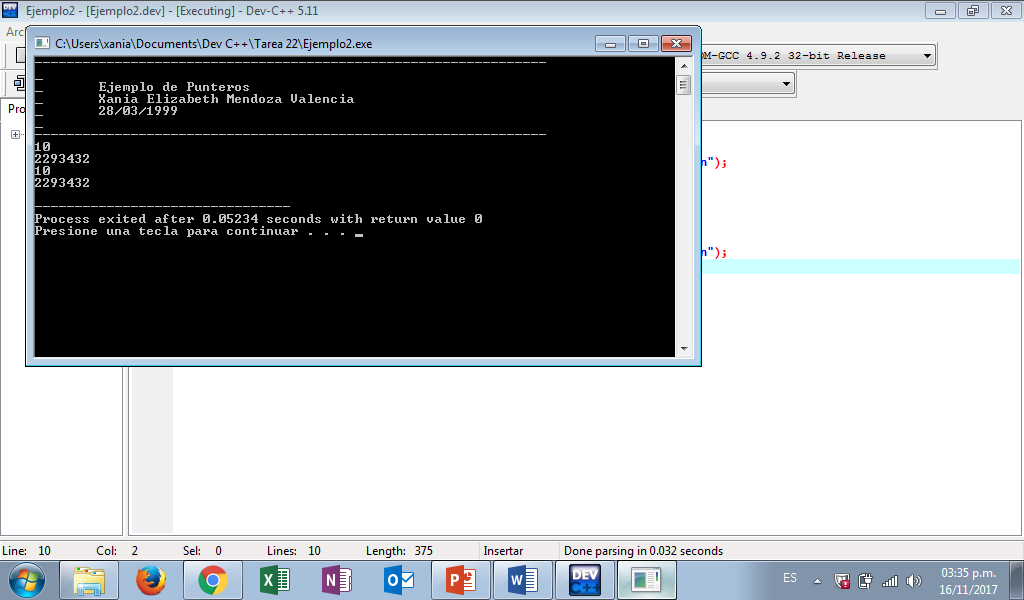 Ejemplo2 - [Ejemplo2.dev] - [Executing] - Dev-C++ 5.11
Arc
C:\Users\xania\Documents\Dev C++\Tarea 22\Ejemplo2.exe
M-GCC 4.9.2 32-bit Release
Pro
----------------------------------------------------------------
_
_ Ejemplo de Punteros
_ Xania Elizabeth Mendoza Valencia
_ 28/03/1999
_
----------------------------------------------------------------
10
2293432
10
2293432
--------------------------------
Process exited after 0.05234 seconds with return value 0
Presione una tecla para continuar . . . _
n");
n");
Line: 10 Col: 2 Sel: 0 Lines: 10 Length: 375 Insertar Done parsing in 0.032 seconds
DEV C++
ES
03:35 p.m.
16/11/2017